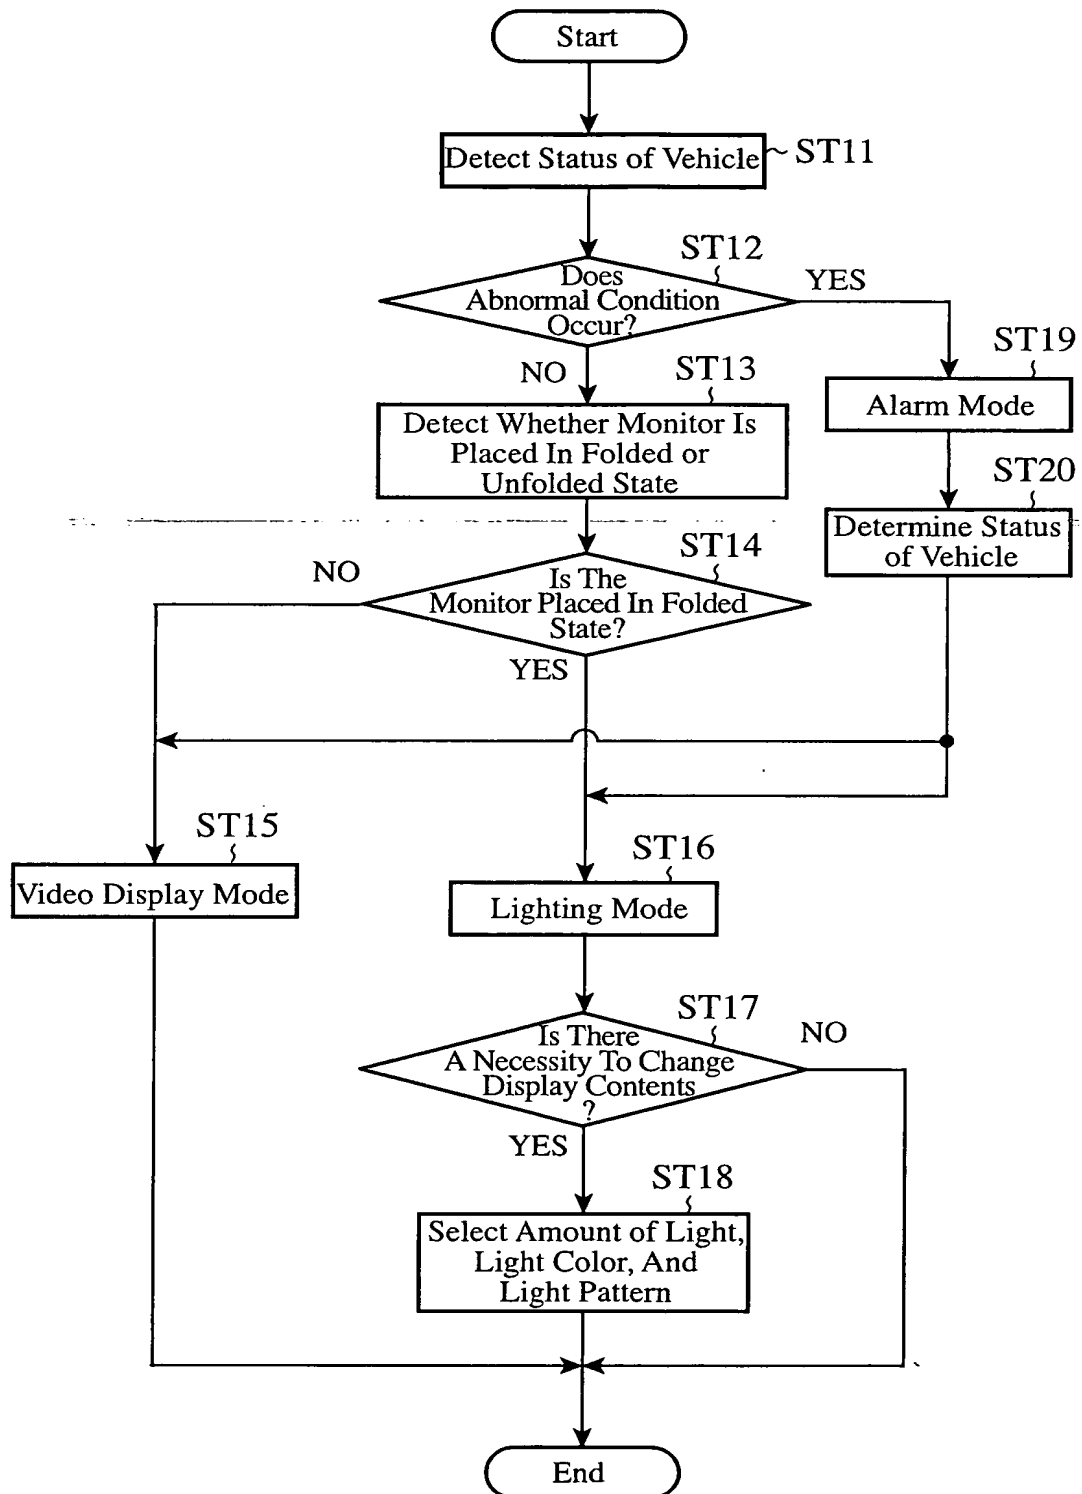 Start
Detect Status of Vehicle
ST11
ST12
Does
Abnormal Condition
Occur?
YES
NO
ST13
Detect Whether Monitor Is
Placed In Folded or
Unfolded State
ST19
Alarm Mode
ST20
Determine Status
of Vehicle
ST14
Is The
Monitor Placed In Folded
State?
NO
YES
ST15
Video Display Mode
ST16
Lighting Mode
ST17
Is There
A Necessity To Change
Display Contents
?
NO
YES
ST18
Select Amount of Light,
Light Color, And
Light Pattern
End